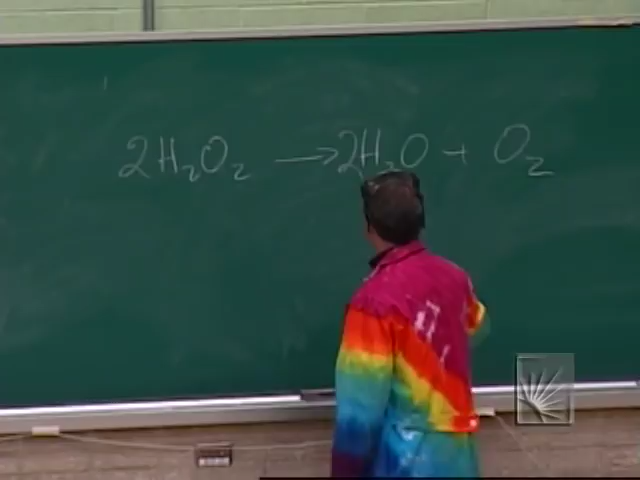 2H₂O₂ → 2H₂O + O₂